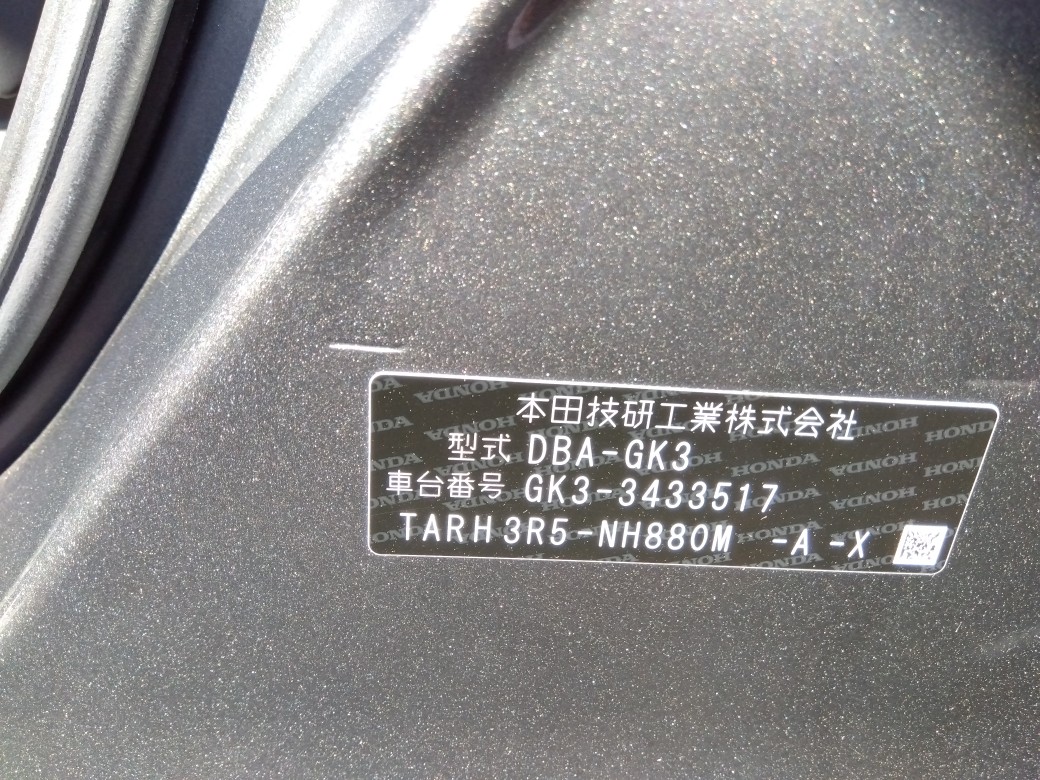 本田技研工業株式会社
型式 DBA-GK3
車台番号 GK3-3433517
TARH3R5-NH880M -A -X